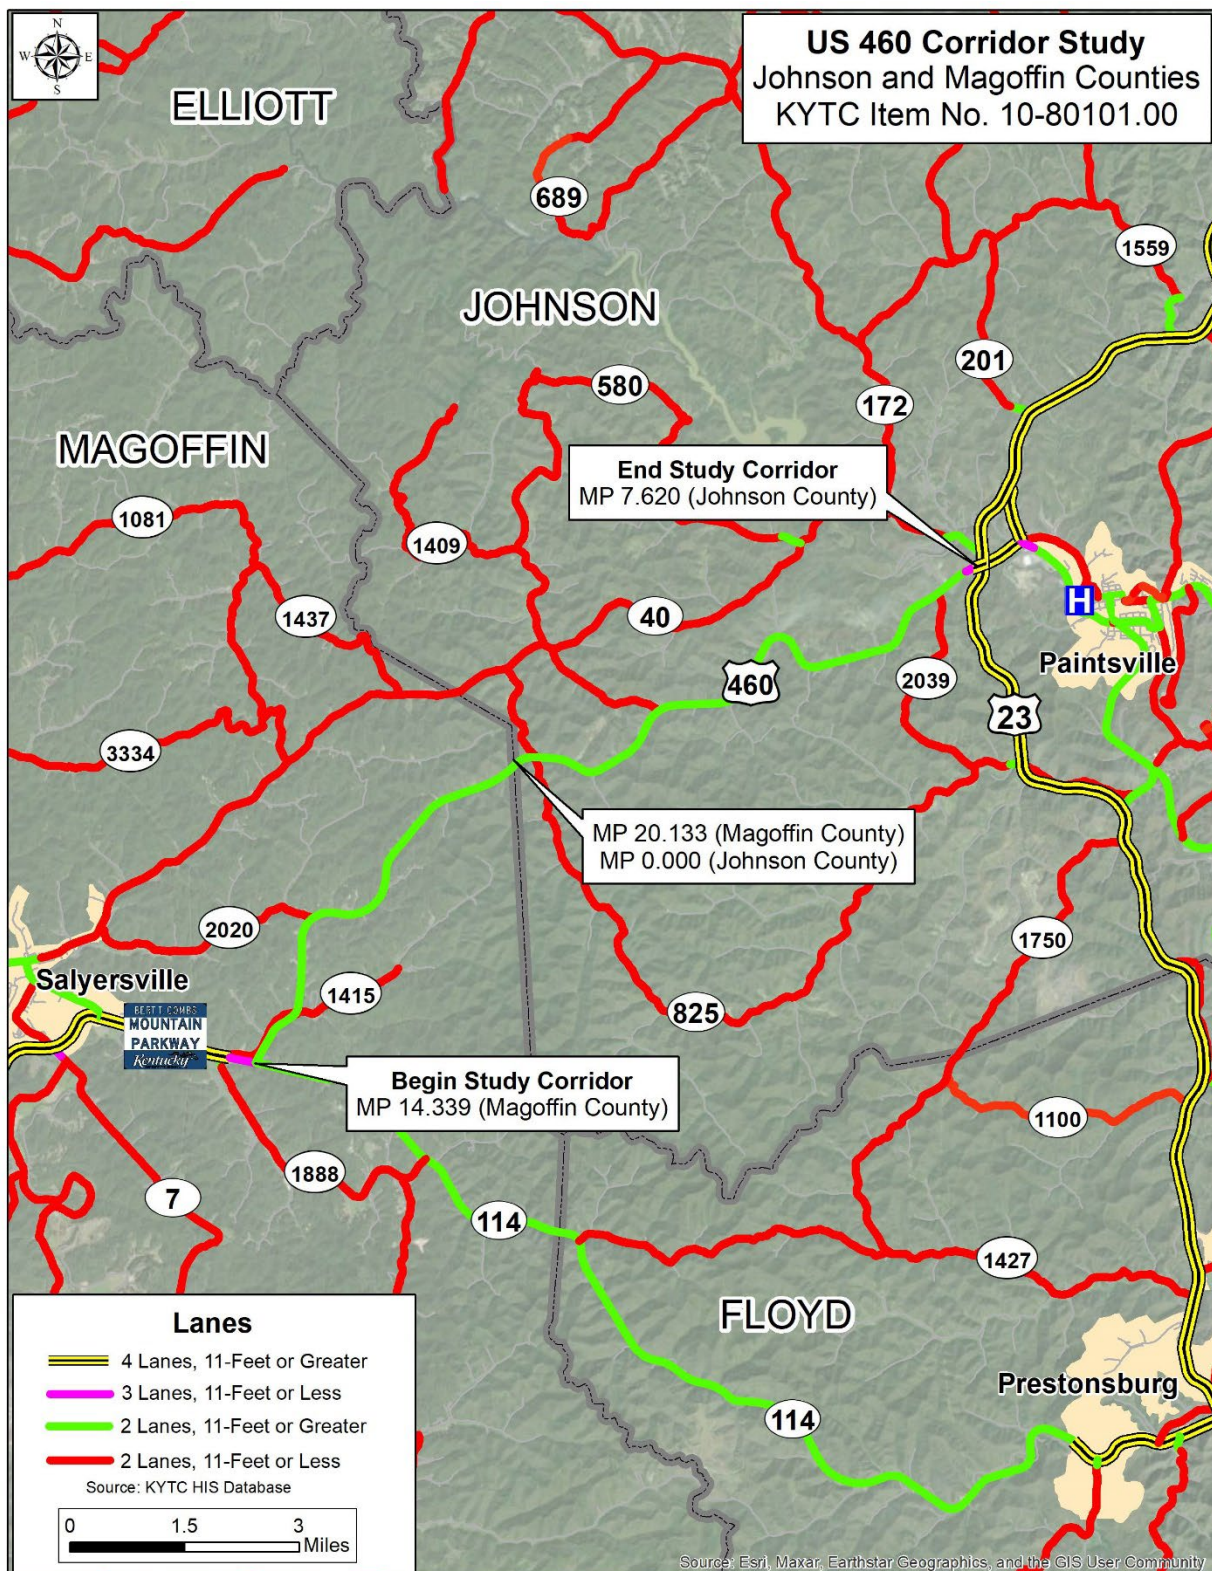 N
W E
S
US 460 Corridor Study
Johnson and Magoffin Counties
KYTC Item No. 10-80101.00
ELLIOTT
689
1559
JOHNSON
201
580
172
MAGOFFIN
End Study Corridor
MP 7.620 (Johnson County)
1081
1409
H
1437
40
Paintsville
460
2039
23
3334
MP 20.133 (Magoffin County)
MP 0.000 (Johnson County)
2020
1750
Salyersville
1415
825
BERT T COMBS
MOUNTAIN
PARKWAY
Kentucky
Begin Study Corridor
MP 14.339 (Magoffin County)
1100
1888
7
114
1427
FLOYD
Prestonsburg
114
Lanes
4 Lanes, 11-Feet or Greater
3 Lanes, 11-Feet or Less
2 Lanes, 11-Feet or Greater
2 Lanes, 11-Feet or Less
Source: KYTC HIS Database
0 1.5 3
Miles
Source: Esri, Maxar, Earthstar Geographics, and the GIS User Community